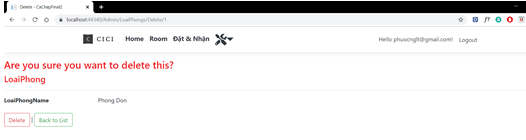 Delete - CaChepFinal2
localhost:44340/Admin/LoaiPhongs/Delete/1
CICI Home Room Đặt & Nhận Hello phuocnglt@gmail.com! Logout
Are you sure you want to delete this?
LoaiPhong
LoaiPhongName Phong Don
Delete | Back to List